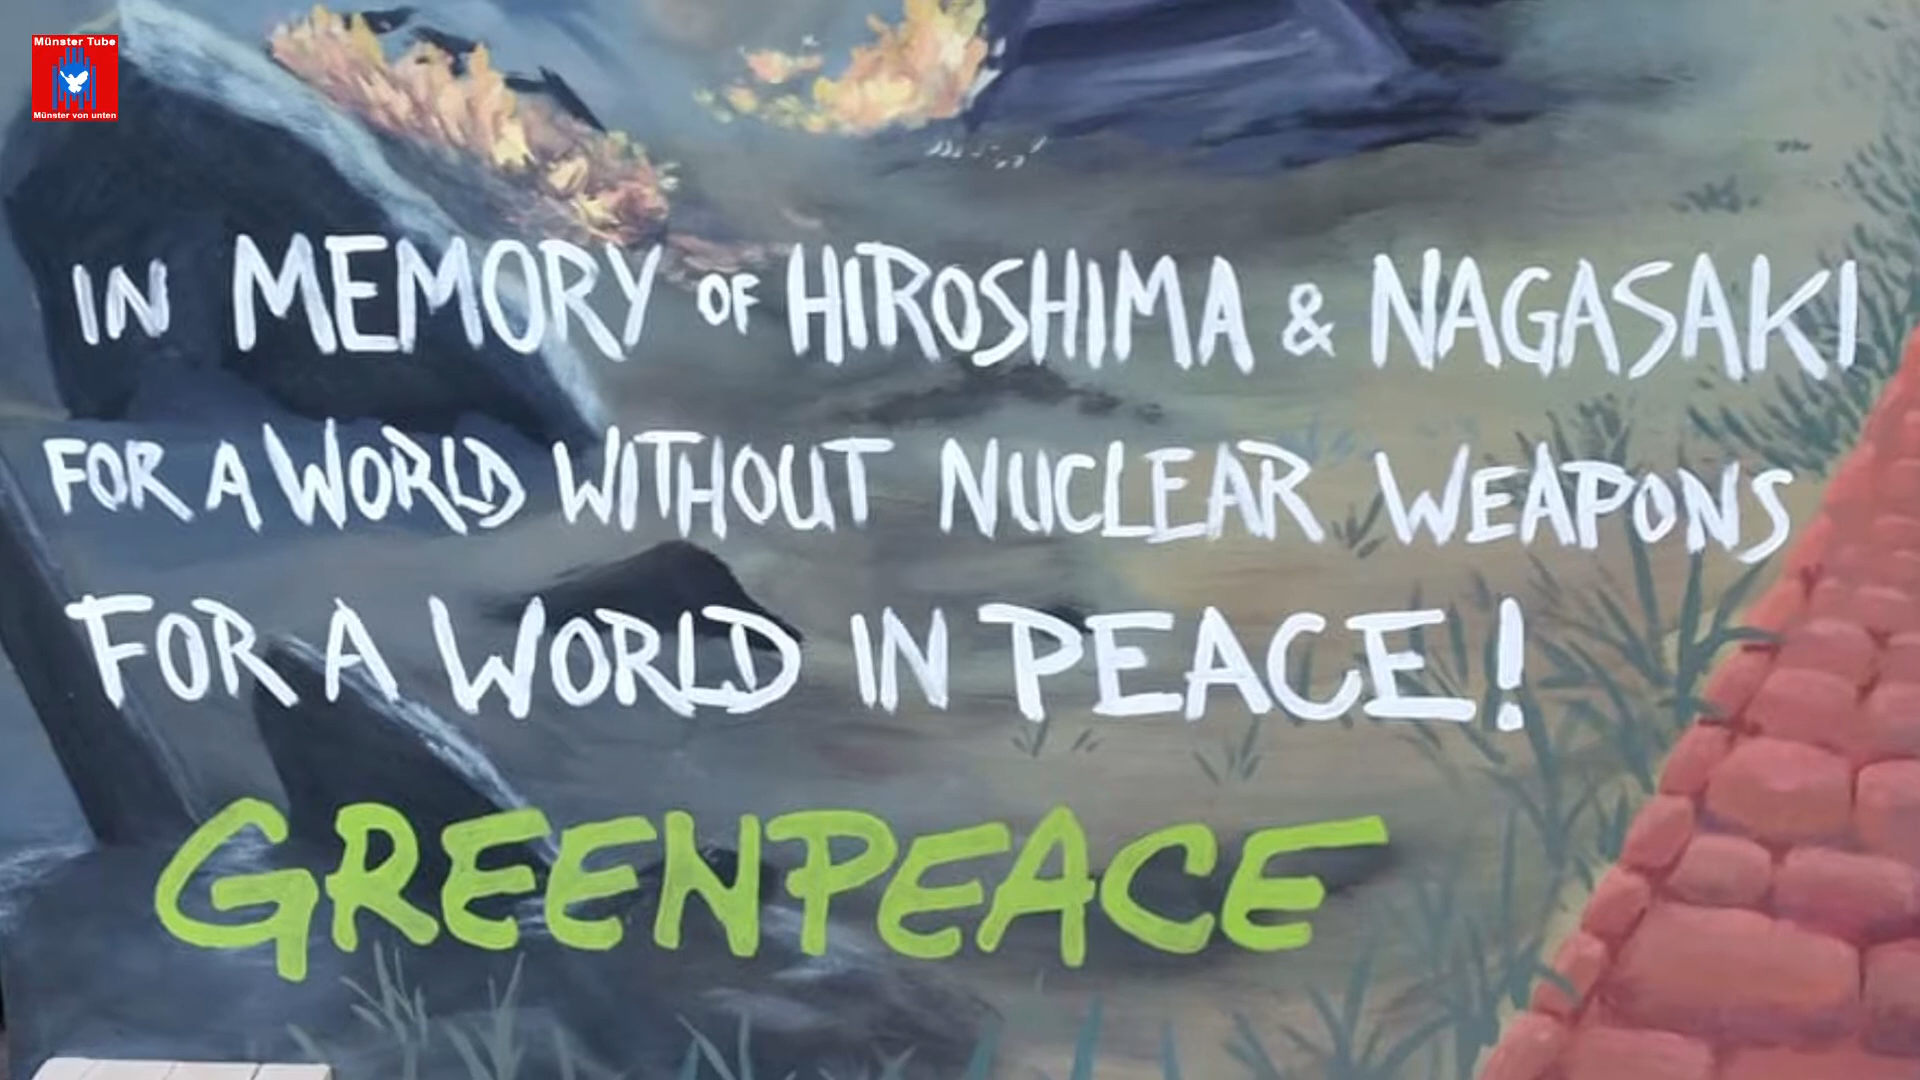 Münster Tube
Münster von unten
IN MEMORY OF HIROSHIMA & NAGASAKI
FOR A WORLD WITHOUT NUCLEAR WEAPONS
FOR A WORLD IN PEACE!
GREENPEACE